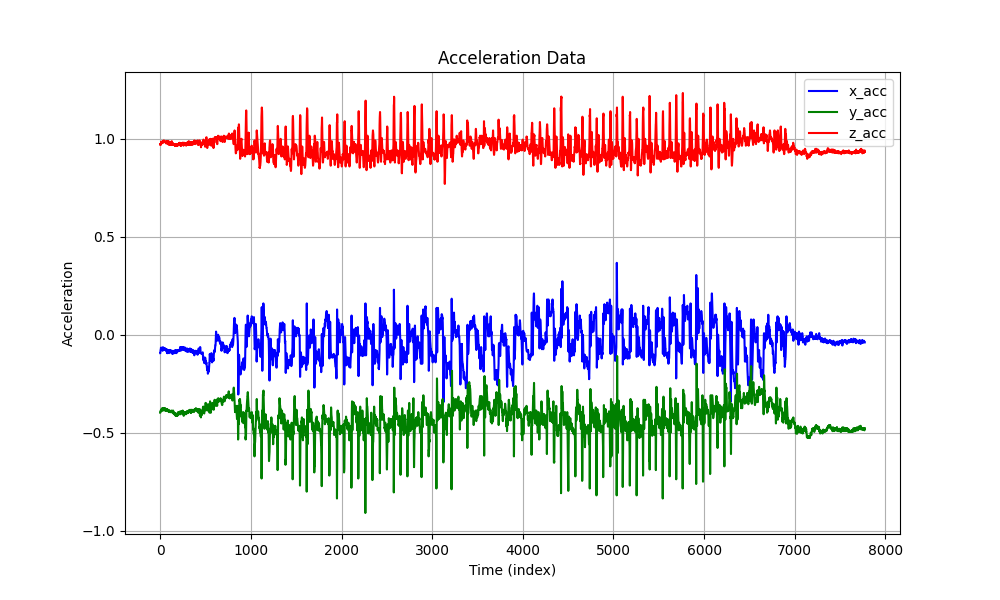 Acceleration Data
x_acc
y_acc
z_acc
1.0
0.5
0.0
−0.5
−1.0
Acceleration
0 1000 2000 3000 4000 5000 6000 7000 8000
Time (index)